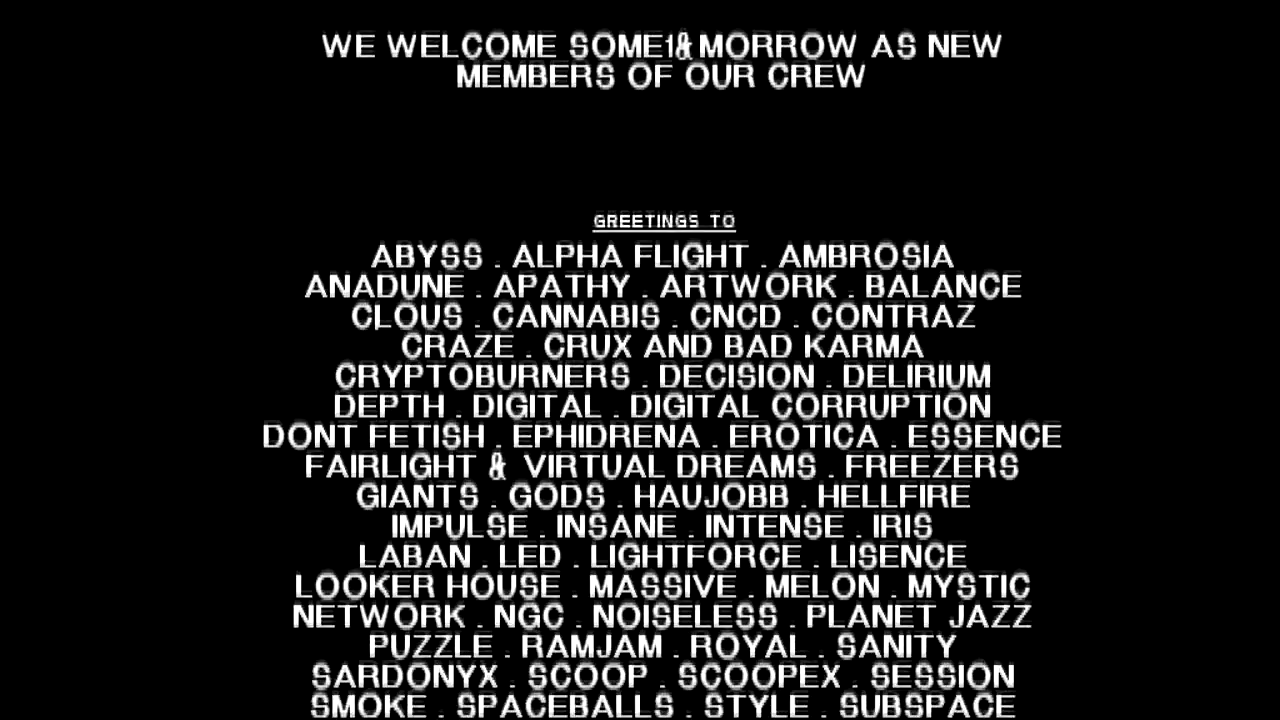 WE WELCOME SOME1 & MORROW AS NEW
MEMBERS OF OUR CREW
GREETINGS TO
ABYSS . ALPHA FLIGHT . AMBROSIA
ANADUNE . APATHY . ARTWORK . BALANCE
CLOUS . CANNABIS . CNCD . CONTRAZ
CRAZE . CRUX AND BAD KARMA
CRYPTOBURNERS . DECISION . DELIRIUM
DEPTH . DIGITAL . DIGITAL CORRUPTION
DONT FETISH . EPHIDRENA . EROTICA . ESSENCE
FAIRLIGHT & VIRTUAL DREAMS . FREEZERS
GIANTS . GODS . HAUJOBB . HELLFIRE
IMPULSE . INSANE . INTENSE . IRIS
LABAN . LED . LIGHTFORCE . LISENCE
LOOKER HOUSE . MASSIVE . MELON . MYSTIC
NETWORK . NGC . NOISELESS . PLANET JAZZ
PUZZLE . RAMJAM . ROYAL . SANITY
SARDONYX . SCOOP . SCOOPEX . SESSION
SMOKE . SPACEBALLS . STYLE . SUBSPACE